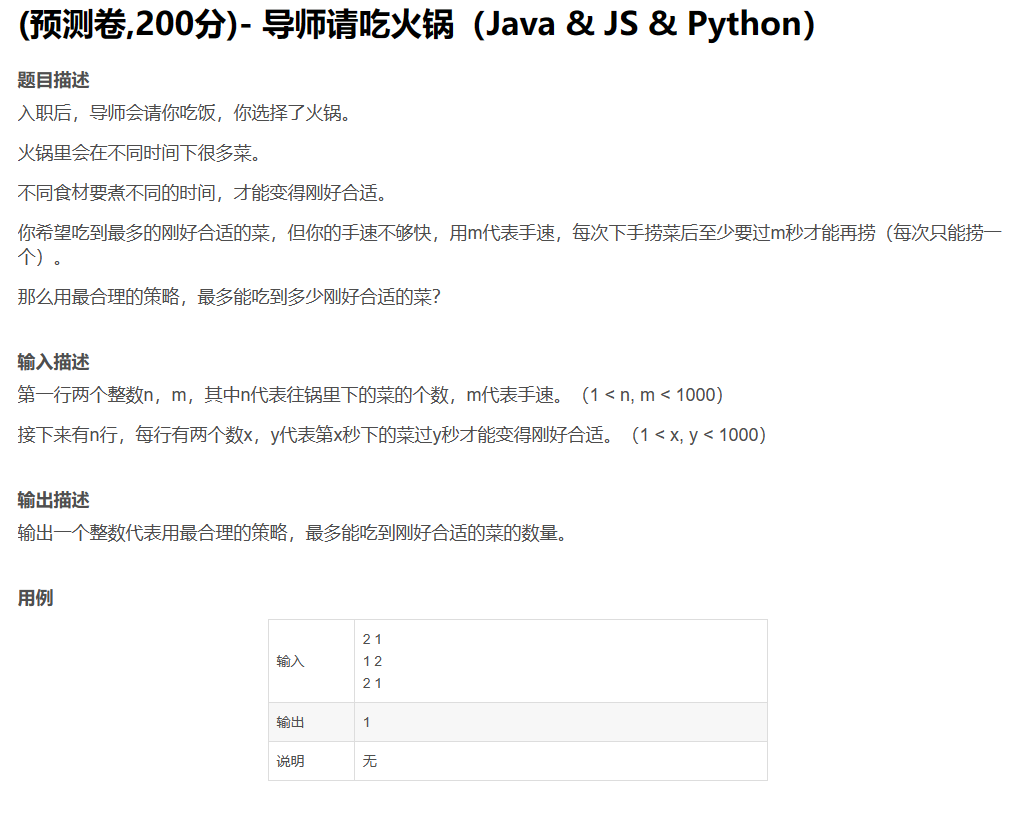 (预测卷,200分)- 导师请吃火锅（Java & JS & Python）
题目描述
入职后，导师会请你吃饭，你选择了火锅。
火锅里会在不同时间下很多菜。
不同食材要煮不同的时间，才能变得刚好合适。
你希望吃到最多的刚好合适的菜，但你的手速不够快，用m代表手速，每次下手捞菜后至少要过m秒才能再捞（每次只能捞一
个）。
那么用最合理的策略，最多能吃到多少刚好合适的菜？
输入描述
第一行两个整数n，m，其中n代表往锅里下的菜的个数，m代表手速。（1 < n, m < 1000）
接下来有n行，每行有两个数x，y代表第x秒下的菜过y秒才能变得刚好合适。（1 < x, y < 1000）
输出描述
输出一个整数代表用最合理的策略，最多能吃到刚好合适的菜的数量。
用例
输入
2 1
1 2
2 1
输出
1
说明
无